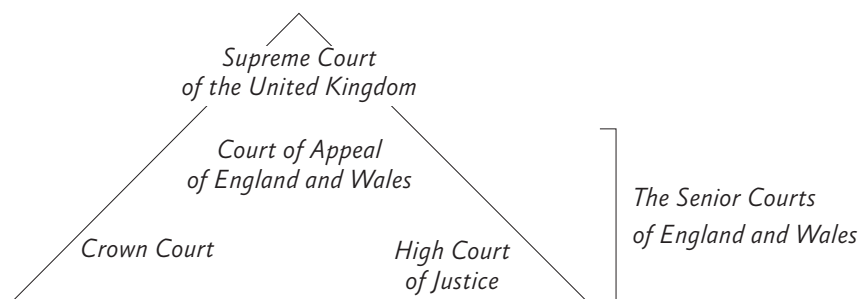 Supreme Court
of the United Kingdom
Court of Appeal
of England and Wales
The Senior Courts
of England and Wales
Crown Court
High Court
of Justice